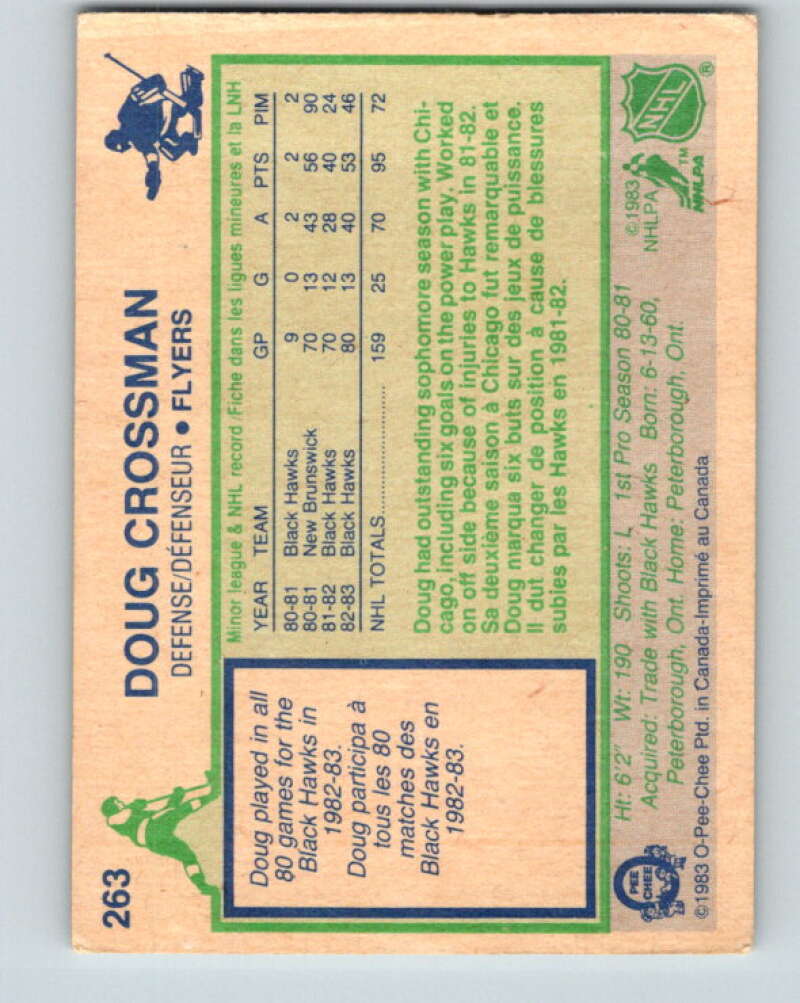 263
DOUG CROSSMAN
DEFENSE/DÉFENSEUR • FLYERS
Doug played in all
80 games for the
Black Hawks in
1982-83.
Doug participa à
tous les 80
matches des
Black Hawks en
1982-83.
Minor league & NHL record/Fiche dans les ligues mineures et la LNH
YEAR TEAM GP G A PTS PIM
80-81 Black Hawks 9 0 2 2 2
80-81 New Brunswick 70 13 43 56 90
81-82 Black Hawks 70 12 28 40 24
82-83 Black Hawks 80 13 40 53 46
NHL TOTALS.................... 159 25 70 95 72
Doug had outstanding sophomore season with Chi-
cago, including six goals on the power play. Worked
on off side because of injuries to Hawks in 81-82.
Sa deuxième saison à Chicago fut remarquable et
Doug marqua six buts sur des jeux de puissance.
Il dut changer de position à cause de blessures
subies par les Hawks en 1981-82.
Ht: 6'2" Wt: 190 Shoots: L 1st Pro Season 80-81
Acquired: Trade with Black Hawks Born: 6-13-60,
Peterborough, Ont. Home: Peterborough, Ont.
©1983 O-Pee-Chee Ptd. in Canada-Imprimé au Canada
O PEE CHEE
©1983
NHLPA
NHL ®
NHLPA ™